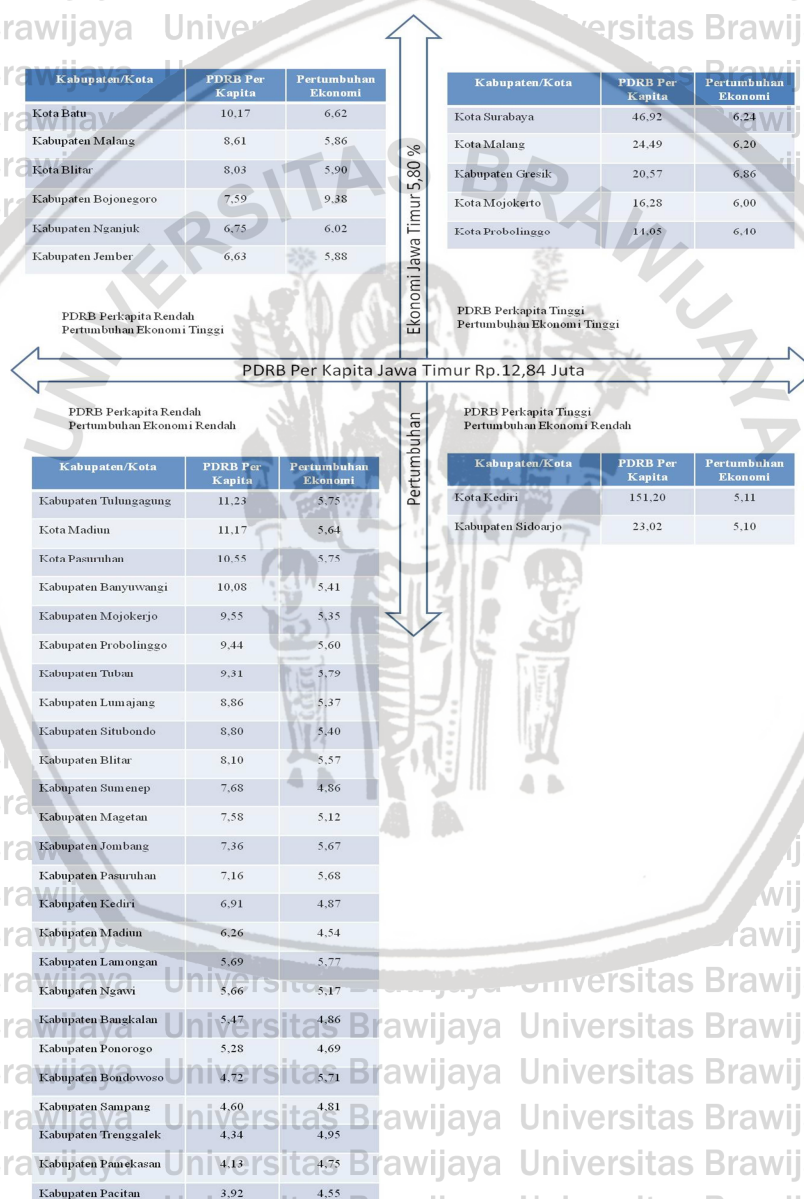 Kabupaten/Kota PDRB Per Kapita Pertumbuhan Ekonomi
Kota Batu 10,17 6,62
Kabupaten Malang 8,61 5,86
Kota Blitar 8,03 5,90
Kabupaten Bojonegoro 7,59 9,38
Kabupaten Nganjuk 6,75 6,02
Kabupaten Jember 6,63 5,88
PDRB Perkapita Rendah
Pertumbuhan Ekonomi Tinggi
Kabupaten/Kota PDRB Per Kapita Pertumbuhan Ekonomi
Kota Surabaya 46,92 6,24
Kota Malang 24,49 6,20
Kabupaten Gresik 20,57 6,86
Kota Mojokerto 16,28 6,00
Kota Probolinggo 14,05 6,40
PDRB Perkapita Tinggi
Pertumbuhan Ekonomi Tinggi
Pertumbuhan Ekonomi Jawa Timur 5,80 %
PDRB Per Kapita Jawa Timur Rp.12,84 Juta
PDRB Perkapita Rendah
Pertumbuhan Ekonomi Rendah
Kabupaten/Kota PDRB Per Kapita Pertumbuhan Ekonomi
Kabupaten Tulungagung 11,23 5,75
Kota Madiun 11,17 5,64
Kota Pasuruhan 10,55 5,75
Kabupaten Banyuwangi 10,08 5,41
Kabupaten Mojokerjo 9,55 5,35
Kabupaten Probolinggo 9,44 5,60
Kabupaten Tuban 9,31 5,79
Kabupaten Lumajang 8,86 5,37
Kabupaten Situbondo 8,80 5,40
Kabupaten Blitar 8,10 5,57
Kabupaten Sumenep 7,68 4,86
Kabupaten Magetan 7,58 5,12
Kabupaten Jombang 7,36 5,67
Kabupaten Pasuruhan 7,16 5,68
Kabupaten Kediri 6,91 4,87
Kabupaten Madiun 6,26 4,54
Kabupaten Lamongan 5,69 5,77
Kabupaten Ngawi 5,66 5,17
Kabupaten Bangkalan 5,47 4,86
Kabupaten Ponorogo 5,28 4,69
Kabupaten Bondowoso 4,72 5,71
Kabupaten Sampang 4,60 4,81
Kabupaten Trenggalek 4,34 4,95
Kabupaten Pamekasan 4,13 4,75
Kabupaten Pacitan 3,92 4,55
PDRB Perkapita Tinggi
Pertumbuhan Ekonomi Rendah
Kabupaten/Kota PDRB Per Kapita Pertumbuhan Ekonomi
Kota Kediri 151,20 5,11
Kabupaten Sidoarjo 23,02 5,10
UNIVERSITAS BRAWIJAYA